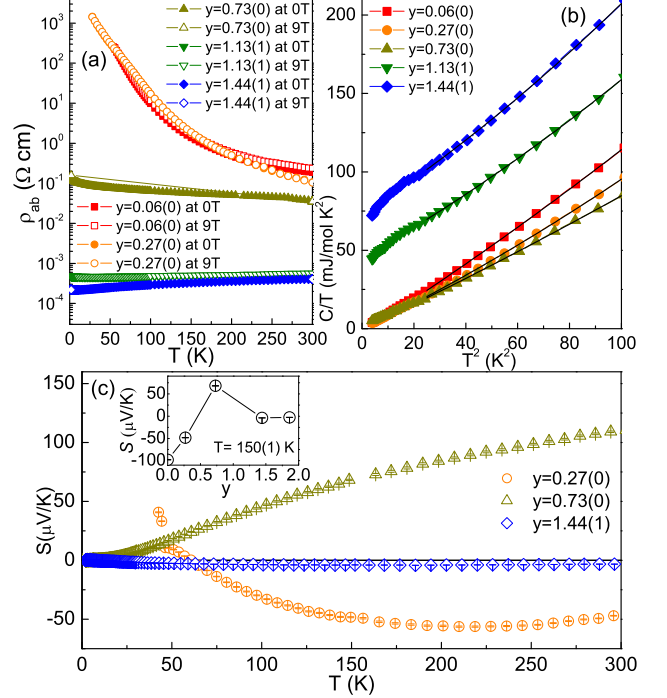 (a)
y=0.73(0) at 0T
y=0.73(0) at 9T
y=1.13(1) at 0T
y=1.13(1) at 9T
y=1.44(1) at 0T
y=1.44(1) at 9T
y=0.06(0) at 0T
y=0.06(0) at 9T
y=0.27(0) at 0T
y=0.27(0) at 9T
10³
10²
10¹
10⁰
10⁻¹
10⁻²
10⁻³
10⁻⁴
ρab (Ω cm)
0 50 100 150 200 250 300
T (K)
(b)
y=0.06(0)
y=0.27(0)
y=0.73(0)
y=1.13(1)
y=1.44(1)
200
150
100
50
0
C/T (mJ/mol K²)
0 20 40 60 80 100
T² (K²)
(c)
150
100
50
0
-50
S(μV/K)
50
0
-50
-100
S (μV/K)
T= 150(1) K
0.0 0.5 1.0 1.5 2.0
y
y=0.27(0)
y=0.73(0)
y=1.44(1)
0 50 100 150 200 250 300
T (K)